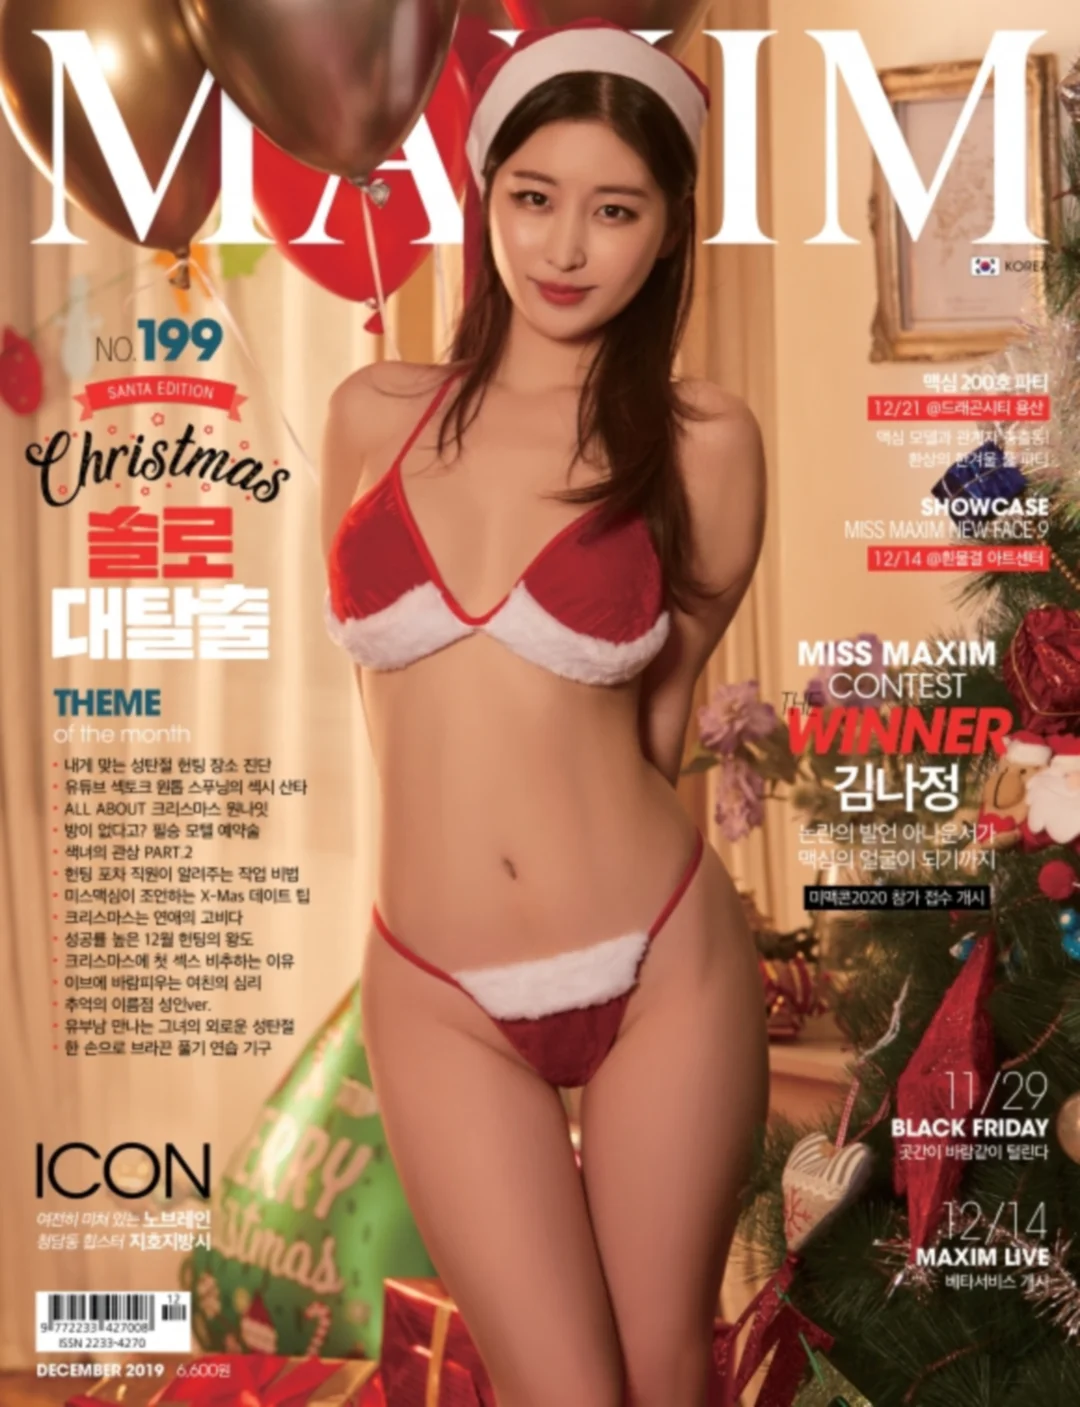 MAXIM
KOREA
NO.199
SANTA EDITION
Christmas
솔로
대탈출
THEME
of the month
• 내게 맞는 성탄절 헌팅 장소 진단
• 유튜브 섹토크 원톱 스푸닝의 섹시 산타
• ALL ABOUT 크리스마스 원나잇
• 방이 없다고? 필승 모텔 예약술
• 색녀의 관상 PART.2
• 헌팅 포차 직원이 알려주는 작업 비법
• 미스맥심이 조언하는 X-Mas 데이트 팁
• 크리스마스는 연애의 고비다
• 성공률 높은 12월 헌팅의 왕도
• 크리스마스에 첫 섹스 비추하는 이유
• 이브에 바람피우는 여친의 심리
• 추억의 이름점 성인ver.
• 유부남 만나는 그녀의 외로운 성탄절
• 한 손으로 브라끈 풀기 연습 기구
ICON
여전히 미쳐 있는 노브레인
청담동 힙스터 지호지방시
12
9 772233 427008
ISSN 2233-4270
DECEMBER 2019 6,600원
맥심 200호 파티
12/21 @드래곤시티 용산
맥심 모델과 관계자 총출동!
환상의 한겨울 풀 파티
SHOWCASE
MISS MAXIM NEW FACE 9
12/14 @흰물결 아트센터
MISS MAXIM
CONTEST
THE
WINNER
김나정
논란의 발언 아나운서가
맥심의 얼굴이 되기까지
미맥콘2020 참가 접수 개시
11/29
BLACK FRIDAY
곳간이 바람같이 털린다
12/14
MAXIM LIVE
베타서비스 개시
MERRY
Christmas